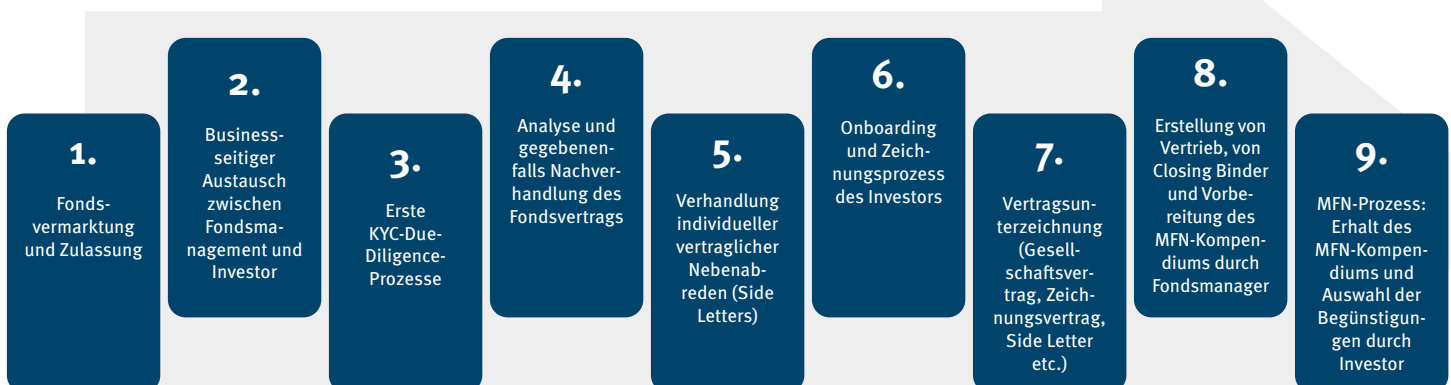 1.
Fonds-
vermarktung
und Zulassung
2.
Business-
seitiger
Austausch
zwischen
Fondsma-
nagement und
Investor
3.
Erste
KYC-Due-
Diligence-
Prozesse
4.
Analyse und
gegebenen-
falls Nachver-
handlung des
Fondsvertrags
5.
Verhandlung
individueller
vertraglicher
Nebenab-
reden (Side
Letters)
6.
Onboarding
und Zeich-
nungsprozess
des Investors
7.
Vertragsun-
terzeichnung
(Gesell-
schaftsver-
trag, Zeich-
nungsvertrag,
Side Letter
etc.)
8.
Erstellung von
Vertrieb, von
Closing Binder
und Vorbe-
reitung des
MFN-Kompen-
diums durch
Fondsmanager
9.
MFN-Prozess:
Erhalt des
MFN-Kompen-
diums und
Auswahl der
Begünstigun-
gen durch
Investor